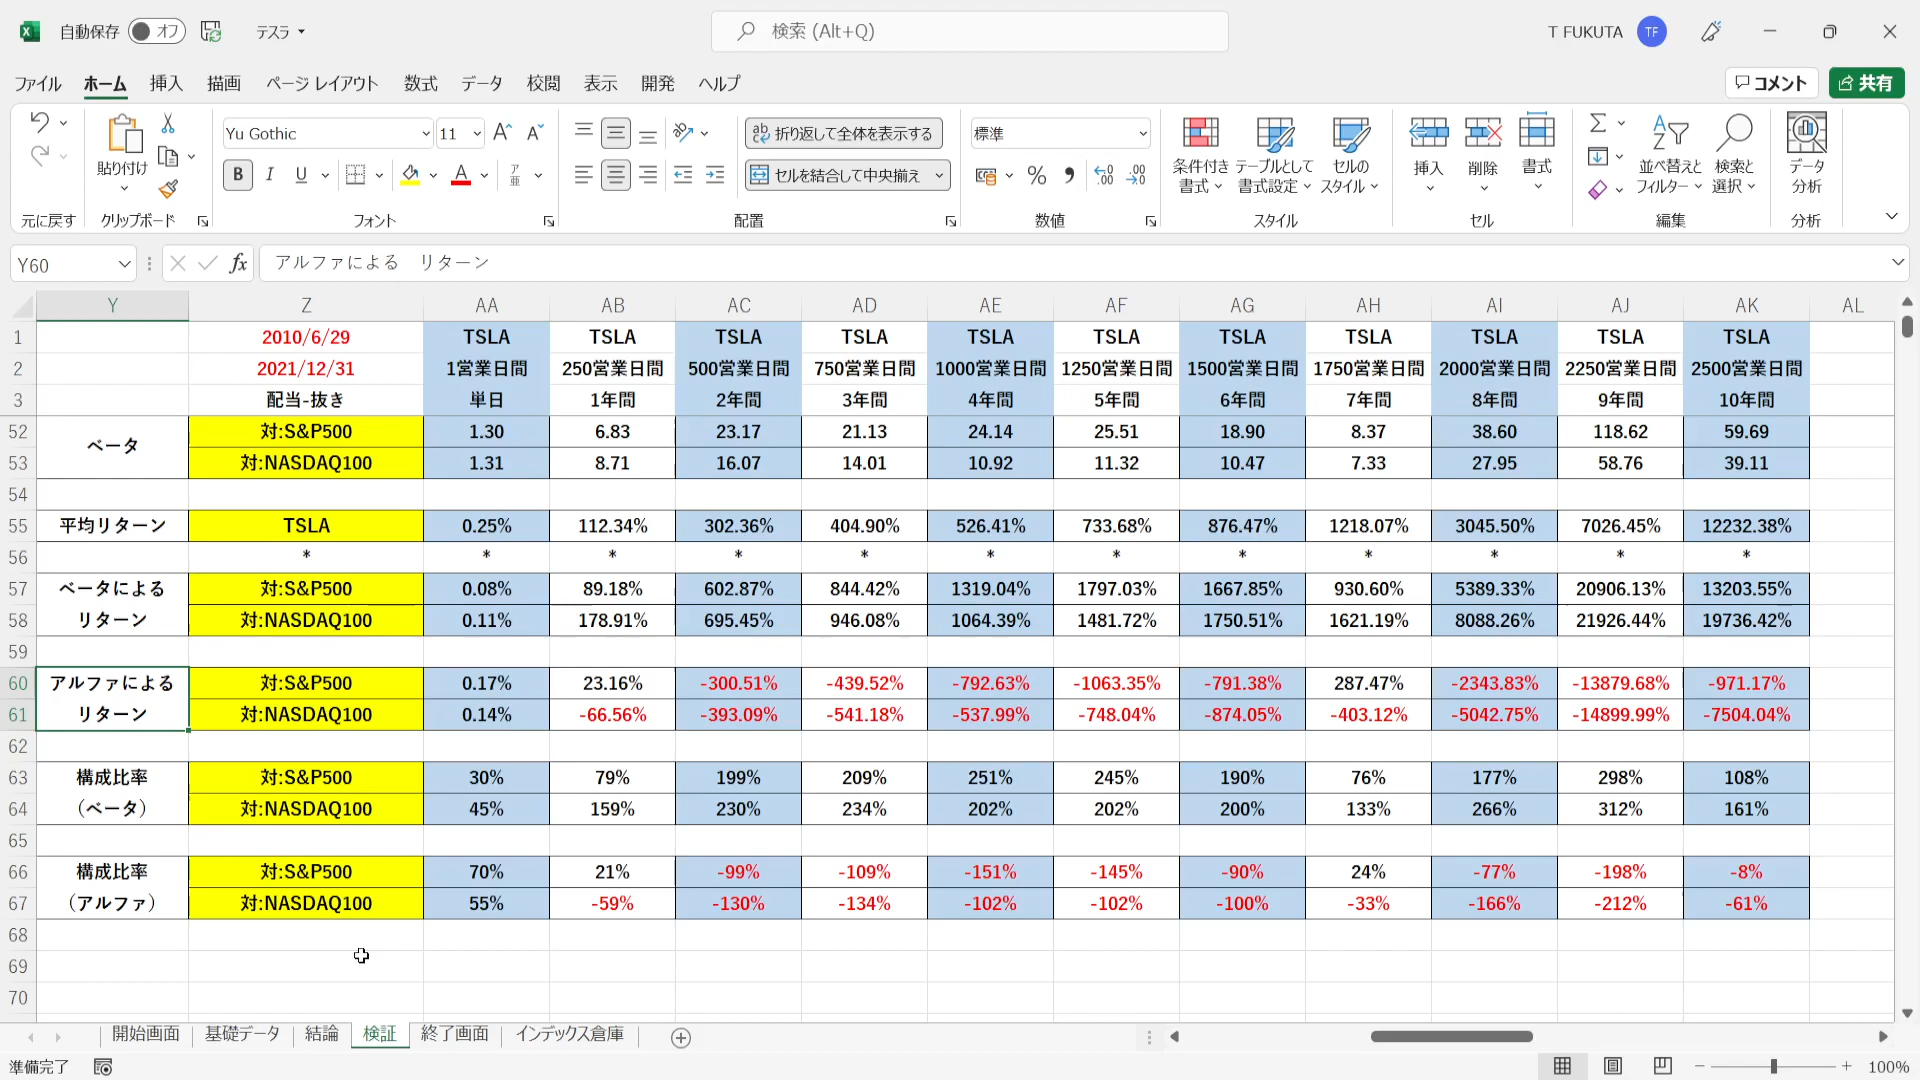 自動保存 オフ テスラ 検索 (Alt+Q) T FUKUTA TF
ファイル ホーム 挿入 描画 ページ レイアウト 数式 データ 校閲 表示 開発 ヘルプ コメント 共有
貼り付け Yu Gothic 11 折り返して全体を表示する 標準 条件付き 書式 テーブルとして 書式設定 セルの スタイル 挿入 削除 書式 並べ替えと フィルター 検索と 選択 データ 分析
B I U A ア 亜 セルを結合して中央揃え % 
元に戻す クリップボード フォント 配置 数値 スタイル セル 編集 分析
Y60 fx アルファによる リターン
Y Z AA AB AC AD AE AF AG AH AI AJ AK AL
1 2010/6/29 TSLA TSLA TSLA TSLA TSLA TSLA TSLA TSLA TSLA TSLA TSLA
2 2021/12/31 1営業日間 250営業日間 500営業日間 750営業日間 1000営業日間 1250営業日間 1500営業日間 1750営業日間 2000営業日間 2250営業日間 2500営業日間
3 配当-抜き 単日 1年間 2年間 3年間 4年間 5年間 6年間 7年間 8年間 9年間 10年間
52 ベータ 対:S&P500 1.30 6.83 23.17 21.13 24.14 25.51 18.90 8.37 38.60 118.62 59.69
53 対:NASDAQ100 1.31 8.71 16.07 14.01 10.92 11.32 10.47 7.33 27.95 58.76 39.11
54
55 平均リターン TSLA 0.25% 112.34% 302.36% 404.90% 526.41% 733.68% 876.47% 1218.07% 3045.50% 7026.45% 12232.38%
56 * * * * * * * * * * * *
57 ベータによる 対:S&P500 0.08% 89.18% 602.87% 844.42% 1319.04% 1797.03% 1667.85% 930.60% 5389.33% 20906.13% 13203.55%
58 リターン 対:NASDAQ100 0.11% 178.91% 695.45% 946.08% 1064.39% 1481.72% 1750.51% 1621.19% 8088.26% 21926.44% 19736.42%
59
60 アルファによる 対:S&P500 0.17% 23.16% -300.51% -439.52% -792.63% -1063.35% -791.38% 287.47% -2343.83% -13879.68% -971.17%
61 リターン 対:NASDAQ100 0.14% -66.56% -393.09% -541.18% -537.99% -748.04% -874.05% -403.12% -5042.75% -14899.99% -7504.04%
62
63 構成比率 対:S&P500 30% 79% 199% 209% 251% 245% 190% 76% 177% 298% 108%
64 （ベータ） 対:NASDAQ100 45% 159% 230% 234% 202% 202% 200% 133% 266% 312% 161%
65
66 構成比率 対:S&P500 70% 21% -99% -109% -151% -145% -90% 24% -77% -198% -8%
67 （アルファ） 対:NASDAQ100 55% -59% -130% -134% -102% -102% -100% -33% -166% -212% -61%
68
69
70
開始画面 基礎データ 結論 検証 終了画面 インデックス倉庫
準備完了 100%